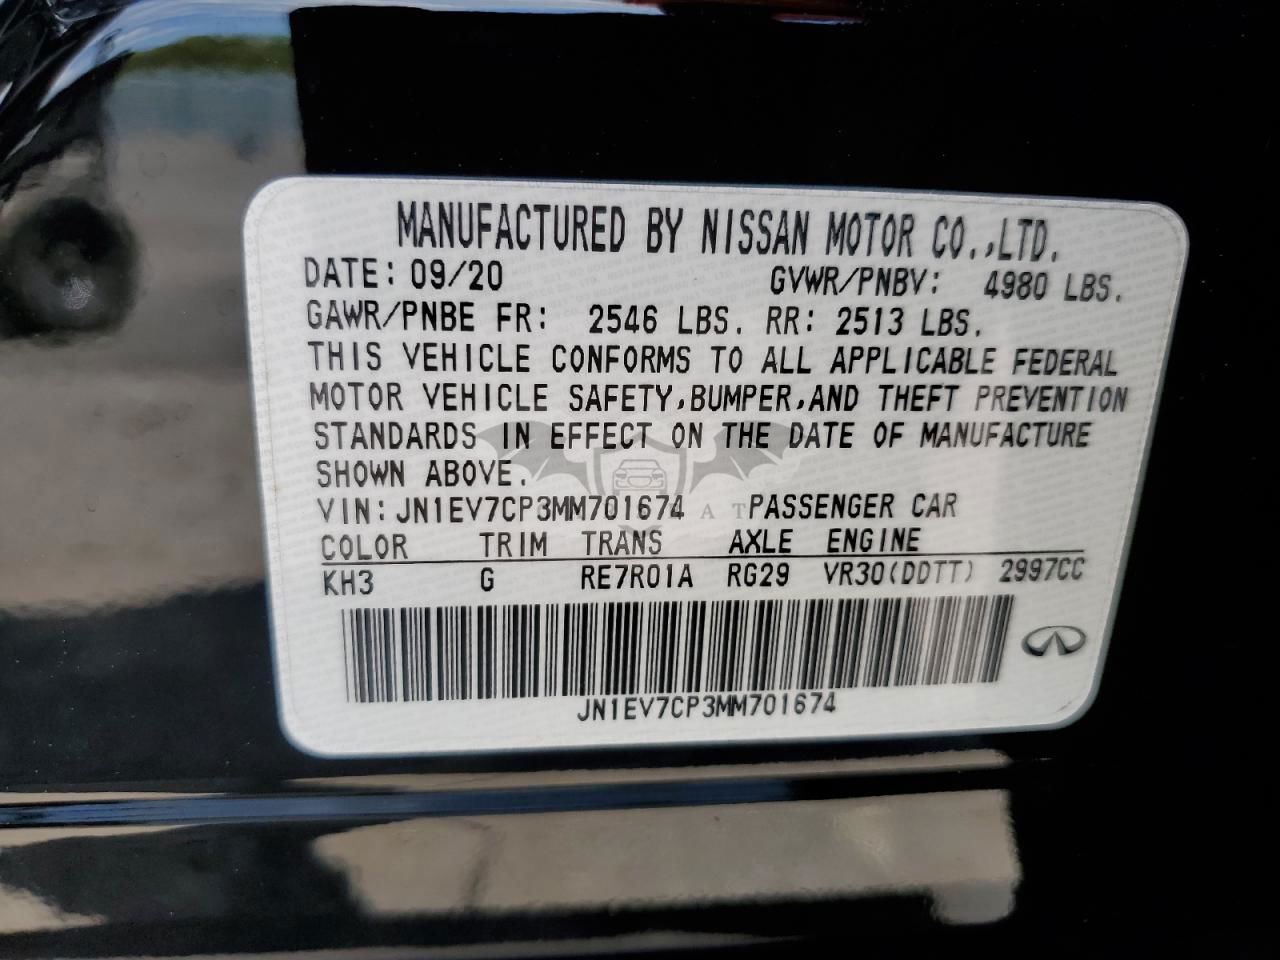 MANUFACTURED BY NISSAN MOTOR CO.,LTD.
DATE: 09/20 GVWR/PNBV: 4980 LBS.
GAWR/PNBE FR: 2546 LBS. RR: 2513 LBS.
THIS VEHICLE CONFORMS TO ALL APPLICABLE FEDERAL
MOTOR VEHICLE SAFETY,BUMPER,AND THEFT PREVENTION
STANDARDS IN EFFECT ON THE DATE OF MANUFACTURE
SHOWN ABOVE.
VIN: JN1EV7CP3MM701674 PASSENGER CAR
COLOR TRIM TRANS AXLE ENGINE
KH3 G RE7R01A RG29 VR30(DDTT) 2997CC
JN1EV7CP3MM701674